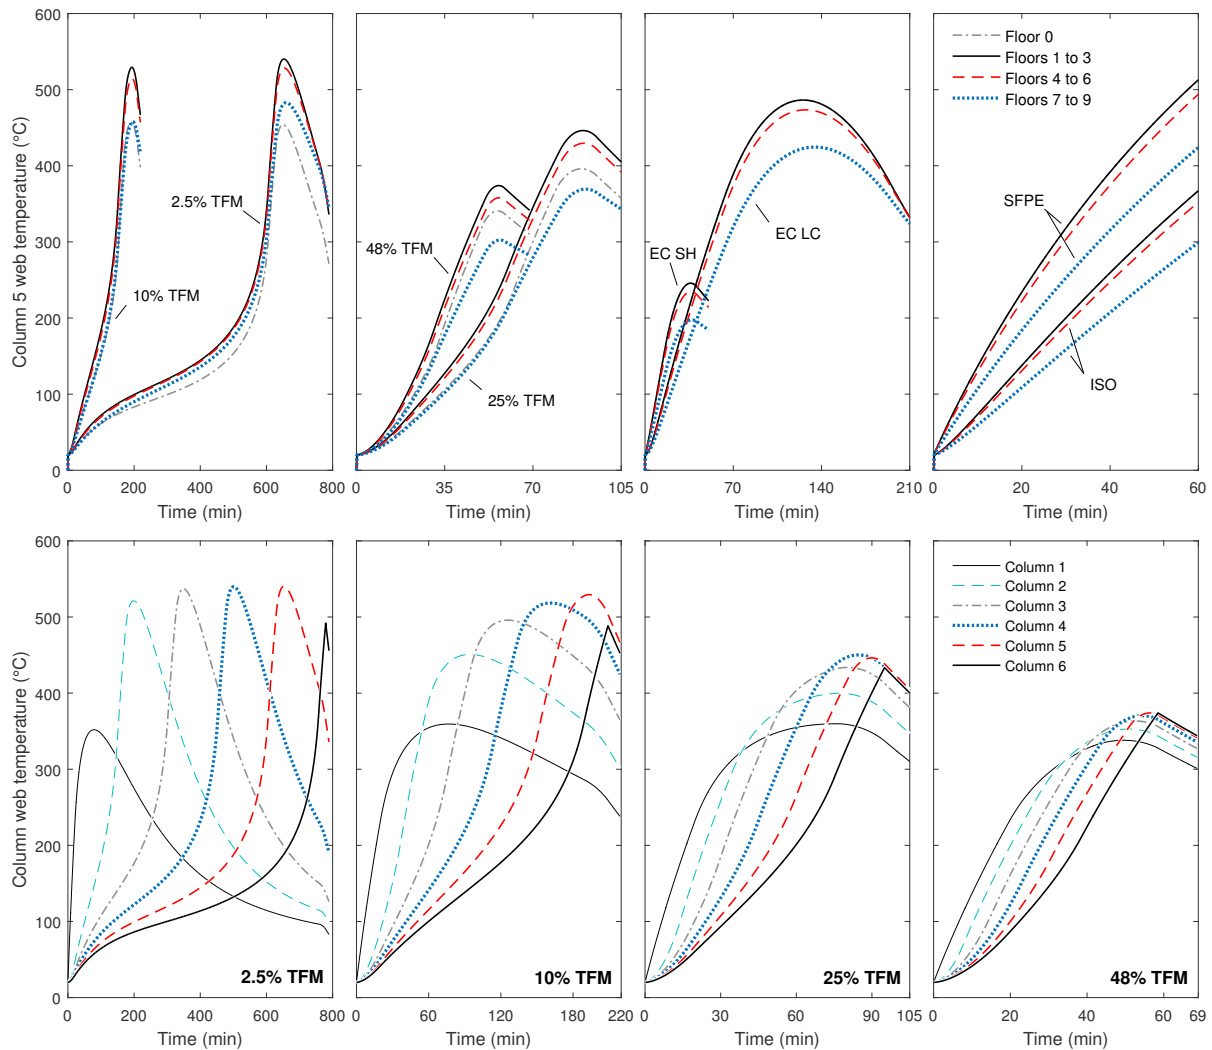 Column 5 web temperature (°C)
600
500
400
300
200
100
0
2.5% TFM
10% TFM
0 200 400 600 800
Time (min)
48% TFM
25% TFM
0 35 70 105
Time (min)
EC SH
EC LC
0 70 140 210
Time (min)
Floor 0
Floors 1 to 3
Floors 4 to 6
Floors 7 to 9
SFPE
ISO
0 20 40 60
Time (min)
Column web temperature (°C)
600
500
400
300
200
100
0
2.5% TFM
0 200 400 600 800
Time (min)
10% TFM
0 60 120 180 220
Time (min)
25% TFM
0 30 60 90 105
Time (min)
Column 1
Column 2
Column 3
Column 4
Column 5
Column 6
48% TFM
0 20 40 60 69
Time (min)